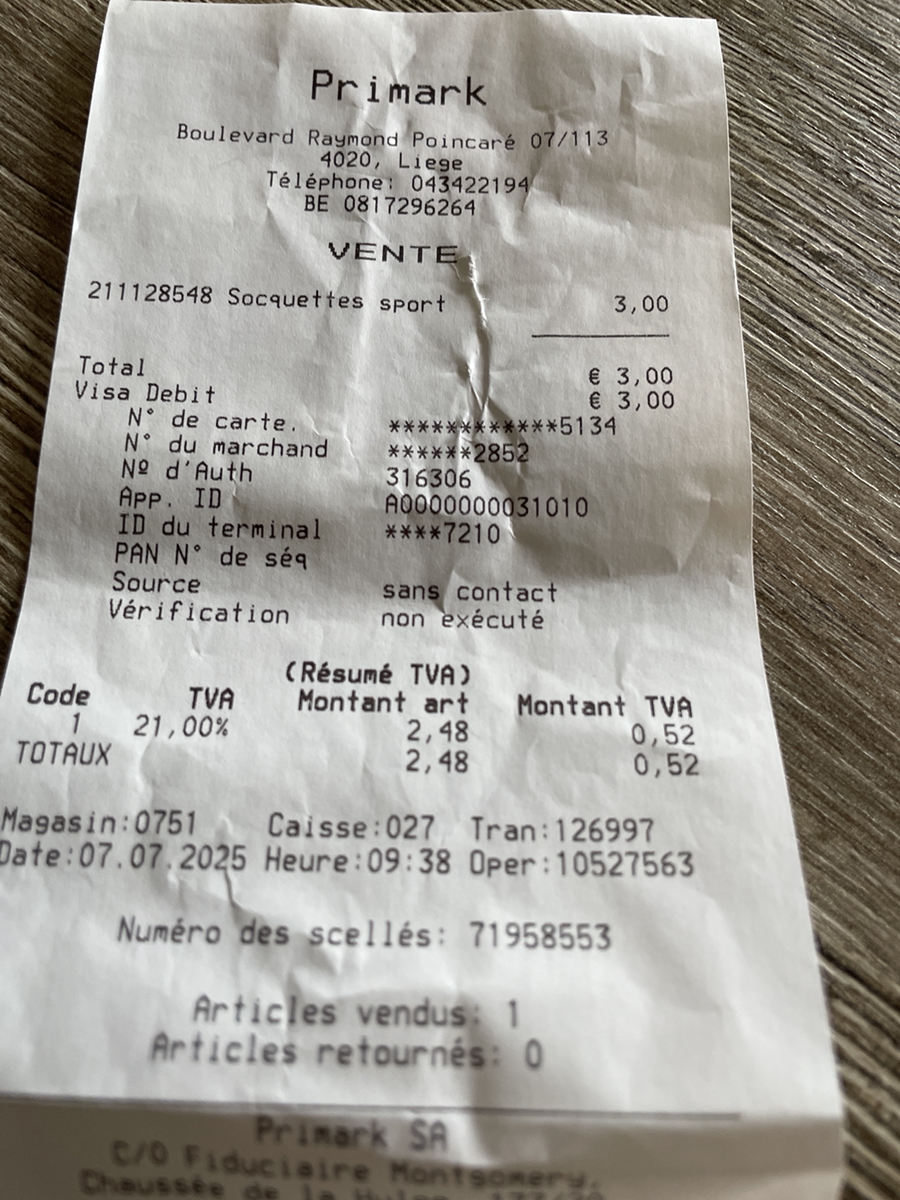 Primark
Boulevard Raymond Poincaré 07/113
4020, Liege
Téléphone: 043422194
BE 0817296264
VENTE
211128548 Socquettes sport 3,00
Total € 3,00
Visa Debit € 3,00
N° de carte. ************5134
N° du marchand ******2852
Nº d'Auth 316306
App. ID A0000000031010
ID du terminal ****7210
PAN N° de séq
Source sans contact
Vérification non exécuté
(Résumé TVA)
Code TVA Montant art Montant TVA
1 21,00% 2,48 0,52
TOTAUX 2,48 0,52
Magasin:0751 Caisse:027 Tran:126997
Date:07.07.2025 Heure:09:38 Oper:10527563
Numéro des scellés: 71958553
Articles vendus: 1
Articles retournés: 0
Primark SA
C/O Fiduciaire Montgomery,
Chaussée de la